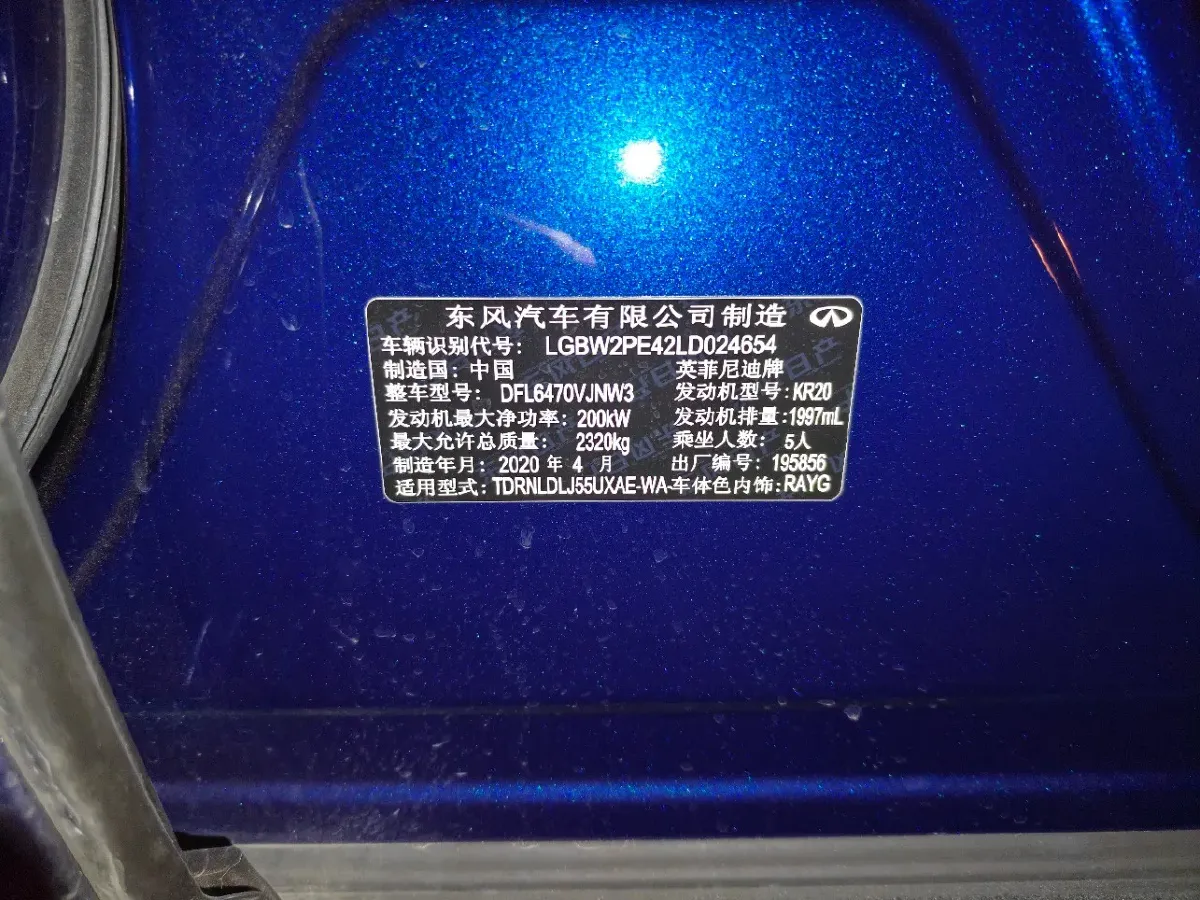 东风汽车有限公司制造
车辆识别代号: LGBW2PE42LD024654
制造国: 中国 英菲尼迪牌
整车型号: DFL6470VJNW3 发动机型号: KR20
发动机最大净功率: 200kW 发动机排量: 1997mL
最大允许总质量: 2320kg 乘坐人数: 5人
制造年月: 2020 年 4 月 出厂编号: 195856
适用型式: TDRNLDLJ55UXAE-WA- 车体色内饰: RAYG